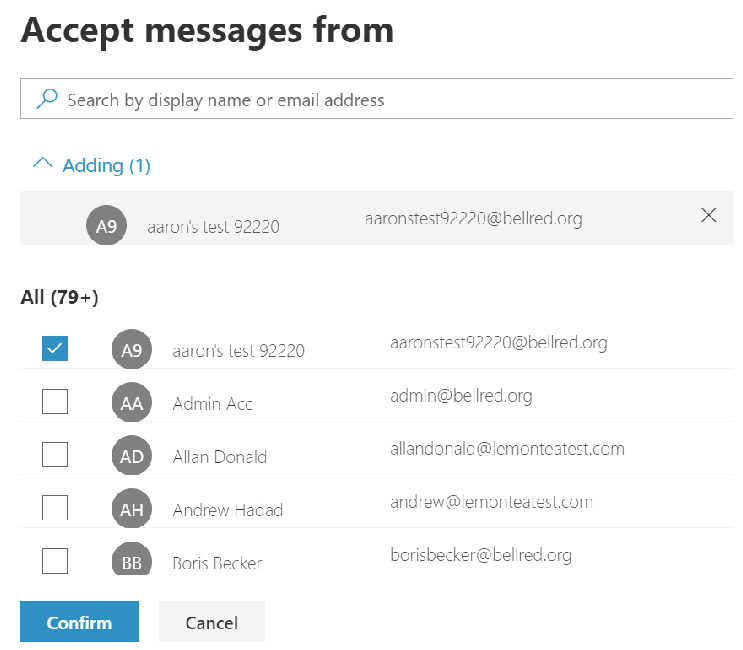 Accept messages from
Search by display name or email address
Adding (1)
A9 aaron's test 92220 aaronstest92220@bellred.org
All (79+)
A9 aaron's test 92220 aaronstest92220@bellred.org
AA Admin Acc admin@bellred.org
AD Allan Donald allandonald@lemonteatest.com
AH Andrew Hadad andrew@lemonteatest.com
BB Boris Becker borisbecker@bellred.org
Confirm Cancel